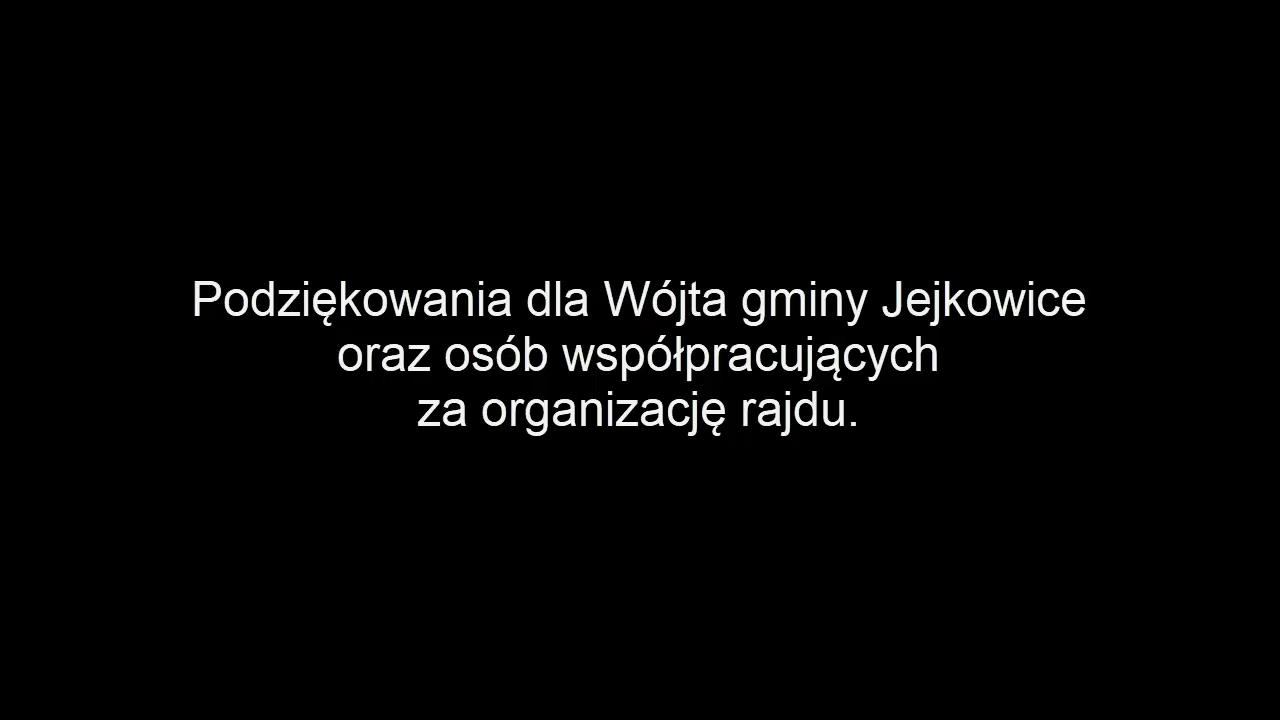 Podziękowania dla Wójta gminy Jejkowice
oraz osób współpracujących
za organizację rajdu.